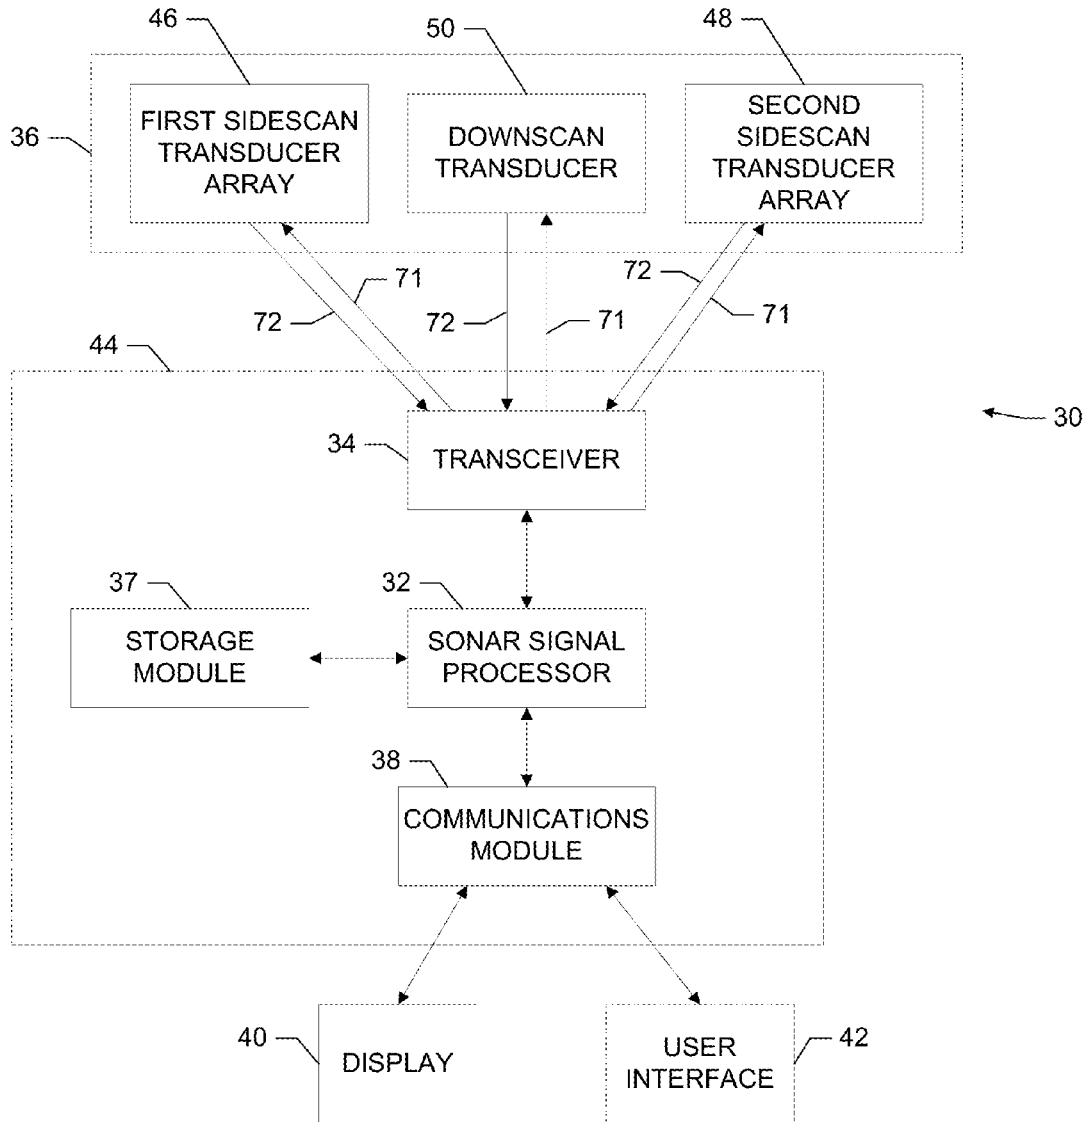 46
50
48
36
FIRST SIDESCAN
TRANSDUCER
ARRAY
DOWNSCAN
TRANSDUCER
SECOND
SIDESCAN
TRANSDUCER
ARRAY
72
71
72
71
72
71
44
30
34
TRANSCEIVER
37
32
STORAGE
MODULE
SONAR SIGNAL
PROCESSOR
38
COMMUNICATIONS
MODULE
40
DISPLAY
USER
INTERFACE
42